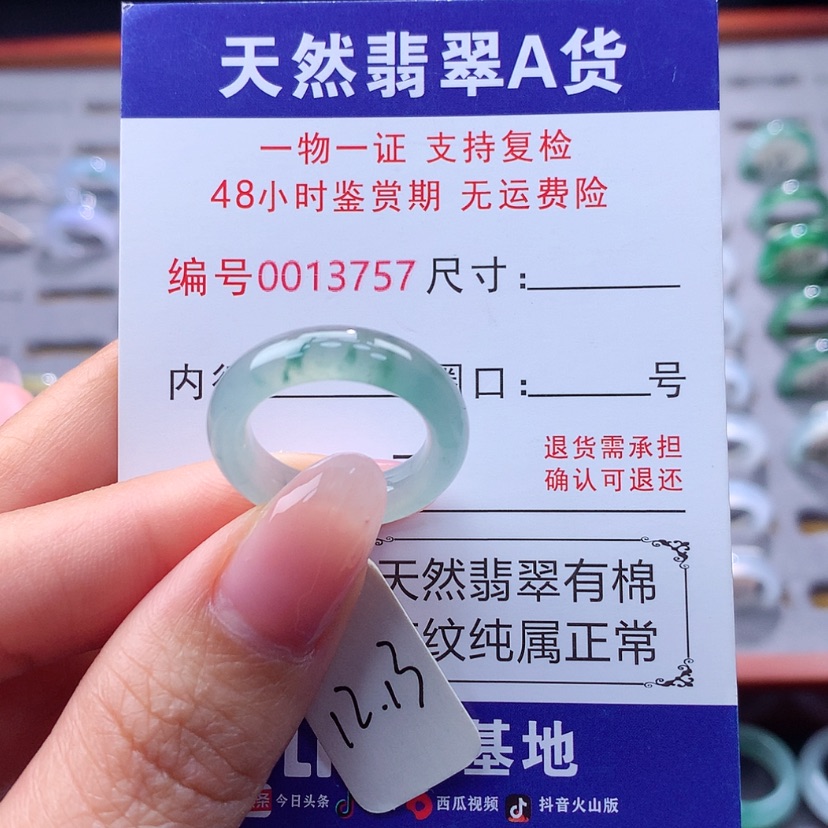 天然翡翠A货
一物一证 支持复检
48小时鉴赏期 无运费险
编号0013757 尺寸:
内 圈口: 号
退货需承担
确认可退还
天然翡翠有棉
纹纯属正常
12.13
基地
今日头条 西瓜视频 抖音火山版